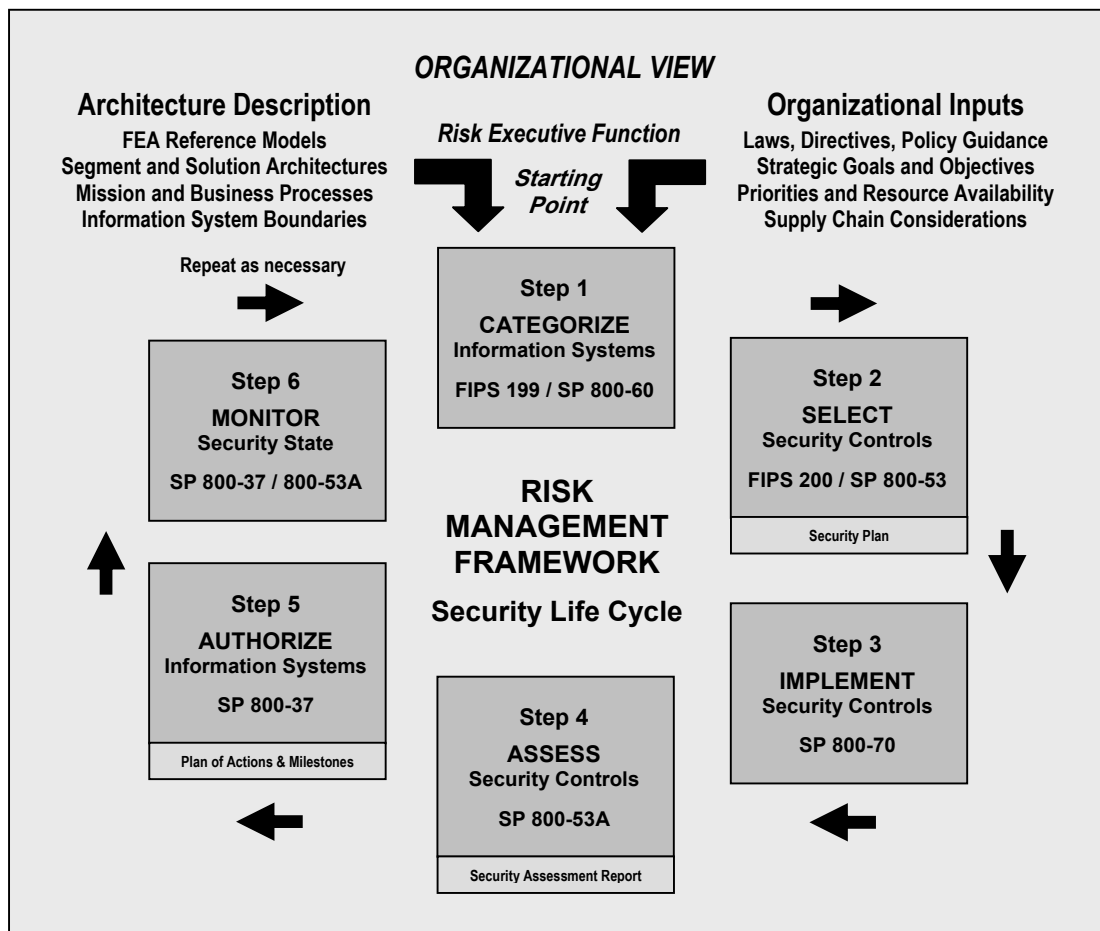 ORGANIZATIONAL VIEW
Architecture Description
FEA Reference Models
Segment and Solution Architectures
Mission and Business Processes
Information System Boundaries
Risk Executive Function
Starting
Point
Organizational Inputs
Laws, Directives, Policy Guidance
Strategic Goals and Objectives
Priorities and Resource Availability
Supply Chain Considerations
Repeat as necessary
Step 1
CATEGORIZE
Information Systems
FIPS 199 / SP 800-60
Step 2
SELECT
Security Controls
FIPS 200 / SP 800-53
Security Plan
Step 3
IMPLEMENT
Security Controls
SP 800-70
Step 4
ASSESS
Security Controls
SP 800-53A
Security Assessment Report
Step 5
AUTHORIZE
Information Systems
SP 800-37
Plan of Actions & Milestones
Step 6
MONITOR
Security State
SP 800-37 / 800-53A
RISK
MANAGEMENT
FRAMEWORK
Security Life Cycle